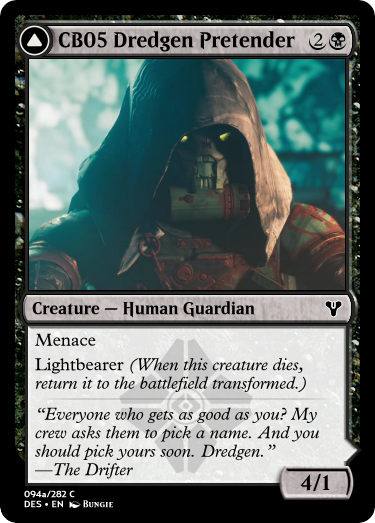 CB05 Dredgen Pretender 2
Creature — Human Guardian
Menace
Lightbearer (When this creature dies,
return it to the battlefield transformed.)
“Everyone who gets as good as you? My
crew asks them to pick a name. And you
should pick yours soon. Dredgen.”
—The Drifter
4/1
094a/282 C
DES • EN BUNGIE